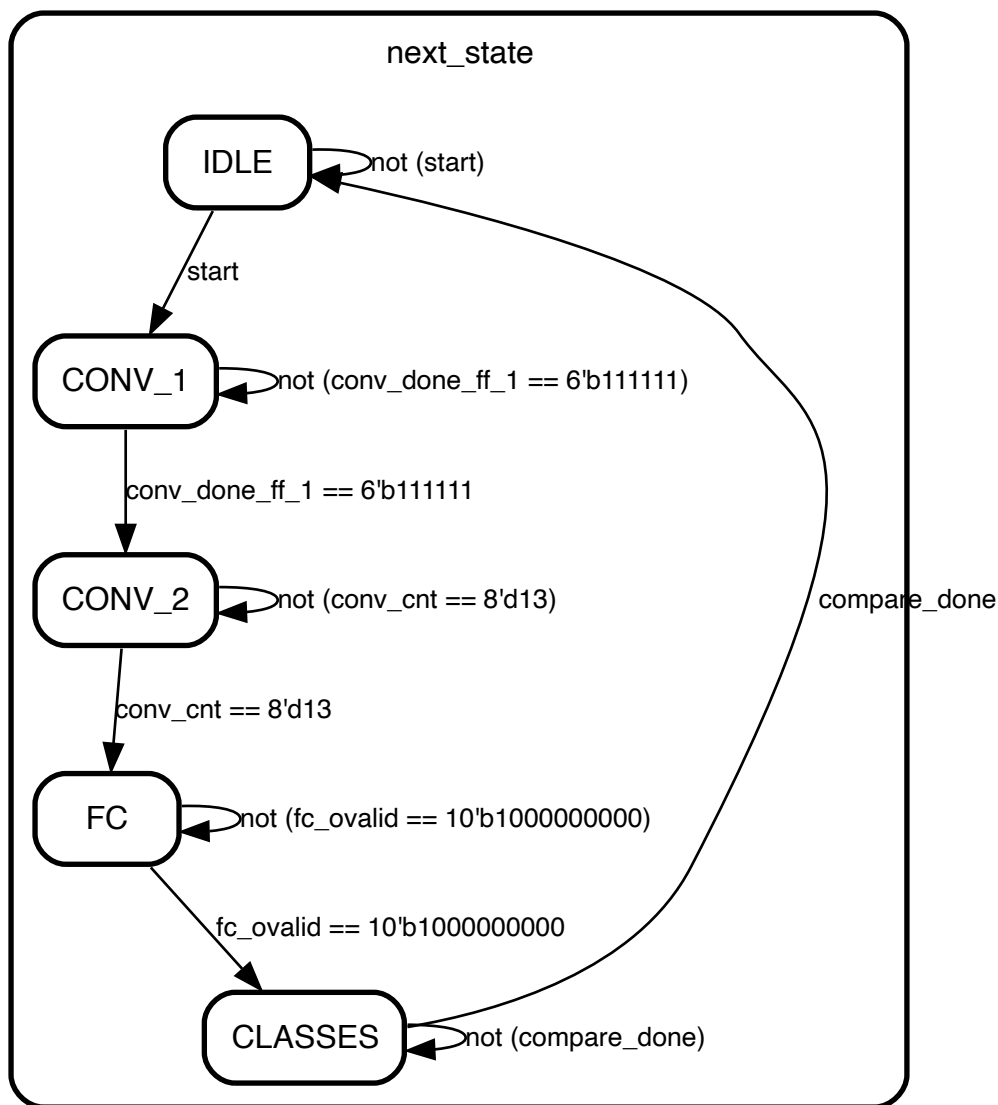 next_state
IDLE
not (start)
start
CONV_1
not (conv_done_ff_1 == 6'b111111)
conv_done_ff_1 == 6'b111111
CONV_2
not (conv_cnt == 8'd13)
compare_done
conv_cnt == 8'd13
FC
not (fc_ovalid == 10'b1000000000)
fc_ovalid == 10'b1000000000
CLASSES
not (compare_done)